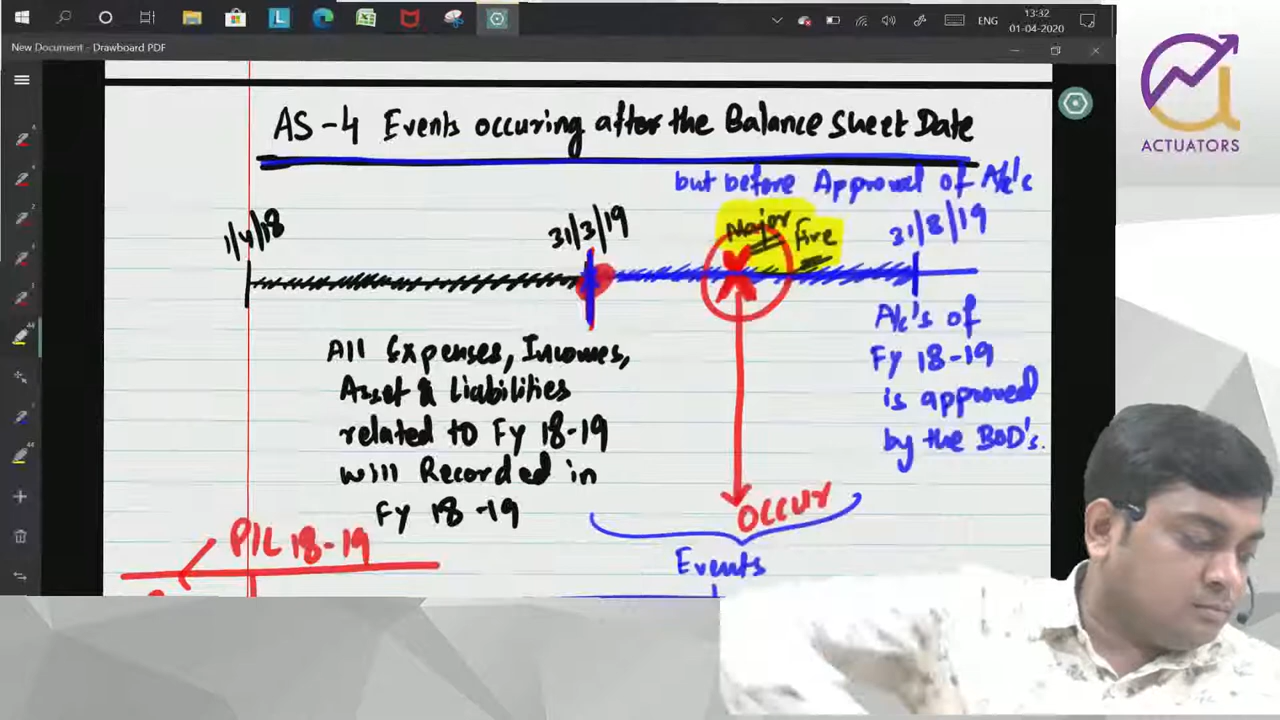 13:32
ENG
01-04-2020
New Document - Drawboard PDF
ACTUATORS
AS-4 Events occuring after the Balance Sheet Date
but before Approval of A/c's
1/4/18
31/3/19
Major Fire
31/8/19
A/c's of
FY 18-19
is approved
by the BOD's.
All Expenses, Incomes,
Asset & liabilities
related to Fy 18-19
will Recorded in
Fy 18-19
Occur
P/L 18-19
Events